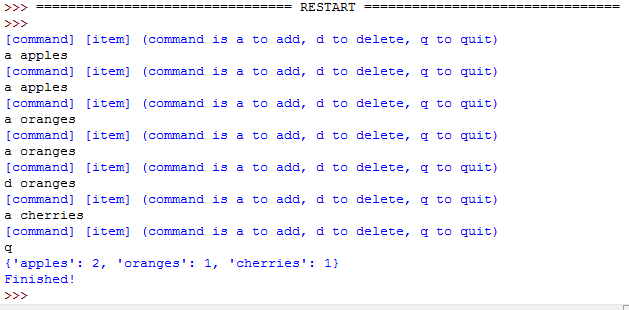 >>> ================================ RESTART ================================
>>>
[command] [item] (command is a to add, d to delete, q to quit)
a apples
[command] [item] (command is a to add, d to delete, q to quit)
a apples
[command] [item] (command is a to add, d to delete, q to quit)
a oranges
[command] [item] (command is a to add, d to delete, q to quit)
a oranges
[command] [item] (command is a to add, d to delete, q to quit)
d oranges
[command] [item] (command is a to add, d to delete, q to quit)
a cherries
[command] [item] (command is a to add, d to delete, q to quit)
q
{'apples': 2, 'oranges': 1, 'cherries': 1}
Finished!
>>>